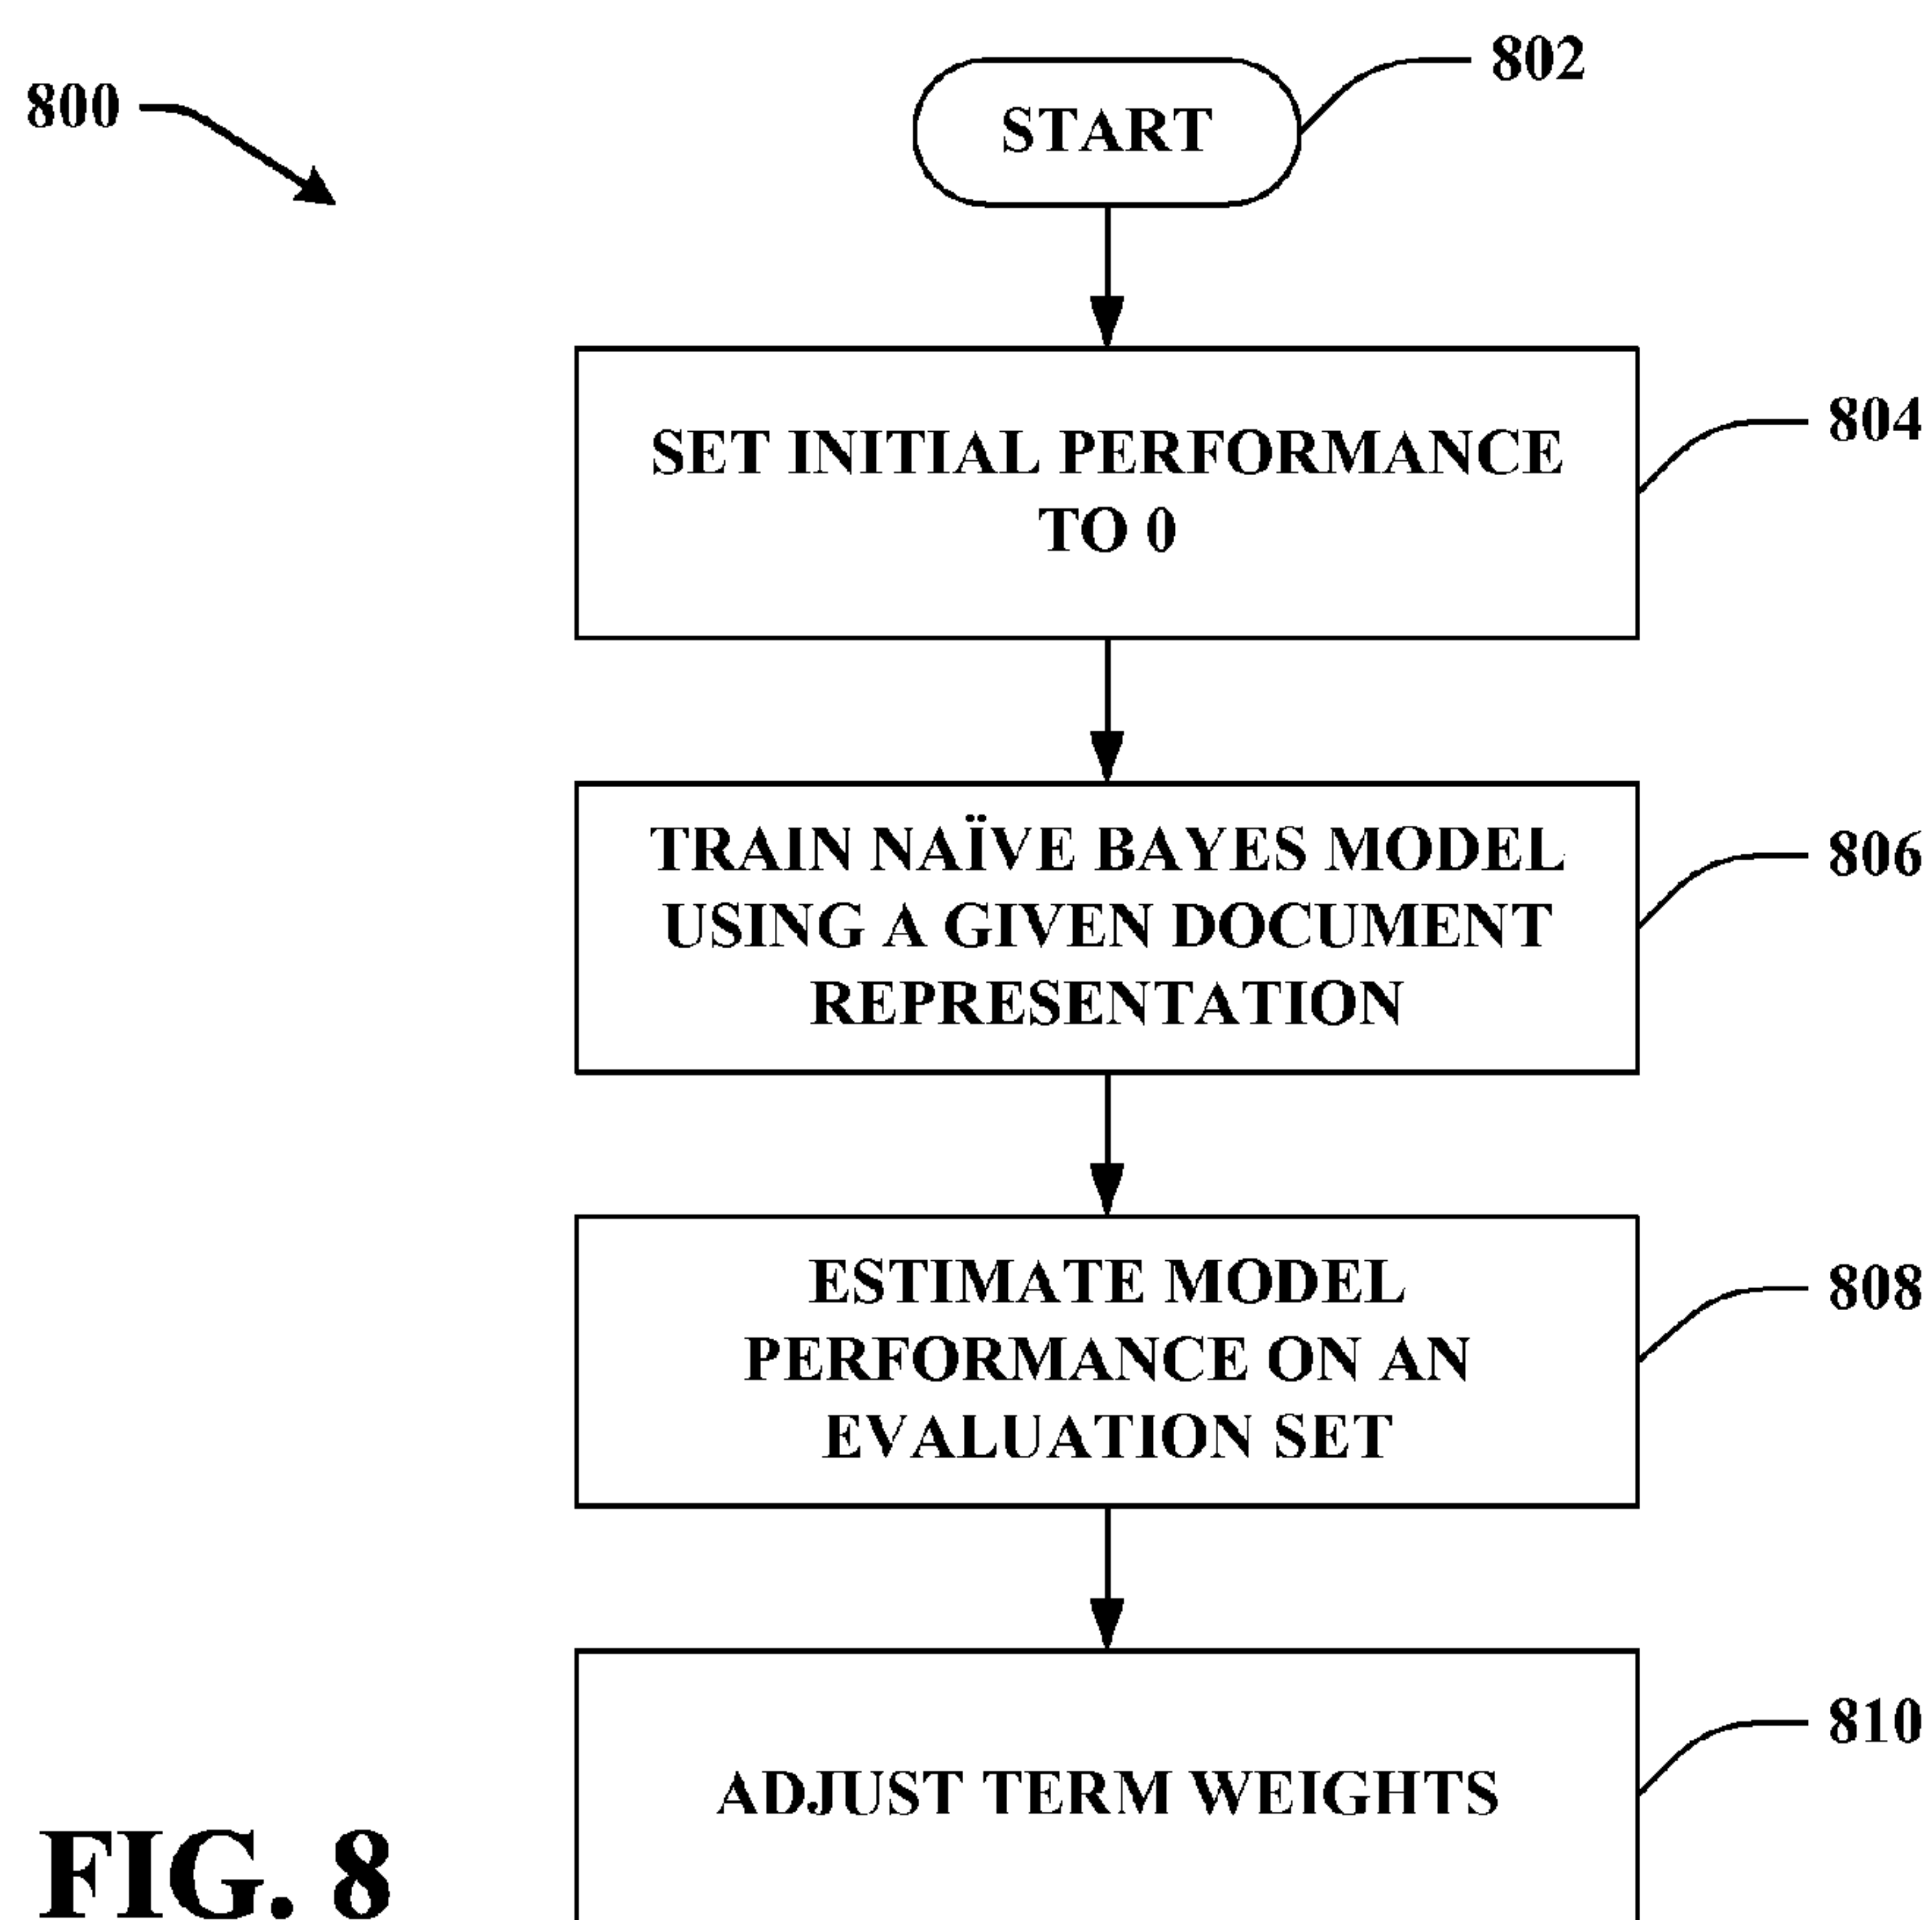 800
START
802
SET INITIAL PERFORMANCE
TO 0
804
TRAIN NAÏVE BAYES MODEL
USING A GIVEN DOCUMENT
REPRESENTATION
806
ESTIMATE MODEL
PERFORMANCE ON AN
EVALUATION SET
808
ADJUST TERM WEIGHTS
810
FIG. 8